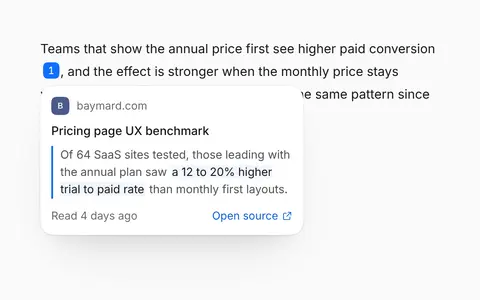 Teams that show the annual price first see higher paid conversion
1, and the effect is stronger when the monthly price stays
same pattern since
B baymard.com
Pricing page UX benchmark
Of 64 SaaS sites tested, those leading with
the annual plan saw a 12 to 20% higher
trial to paid rate than monthly first layouts.
Read 4 days ago Open source